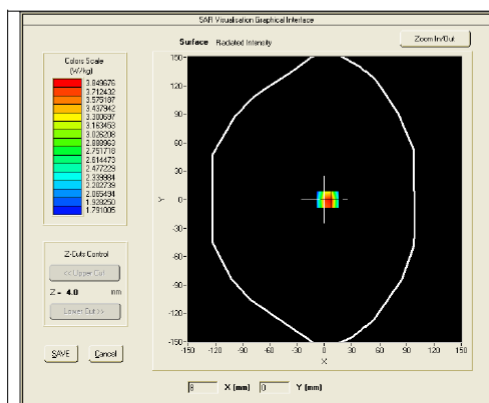 SAR Visualisation Graphical Interface
Surface Radiated Intensity
Zoom In/Out
Colors Scale
(W/kg)
3.849676
3.712432
3.575187
3.437942
3.300697
3.163453
3.026208
2.888963
2.751718
2.614473
2.477229
2.339984
2.202739
2.065494
1.928250
1.791005
Z-Cuts Control
<< Upper Cut
Z = 4.0 mm
Lower Cut >>
SAVE Cancel
150
120
90
60
30
0
-30
-60
-90
-120
-150
Y
-150 -120 -90 -60 -30 0 30 60 90 120 150
X
8 X (mm) 0 Y (mm)